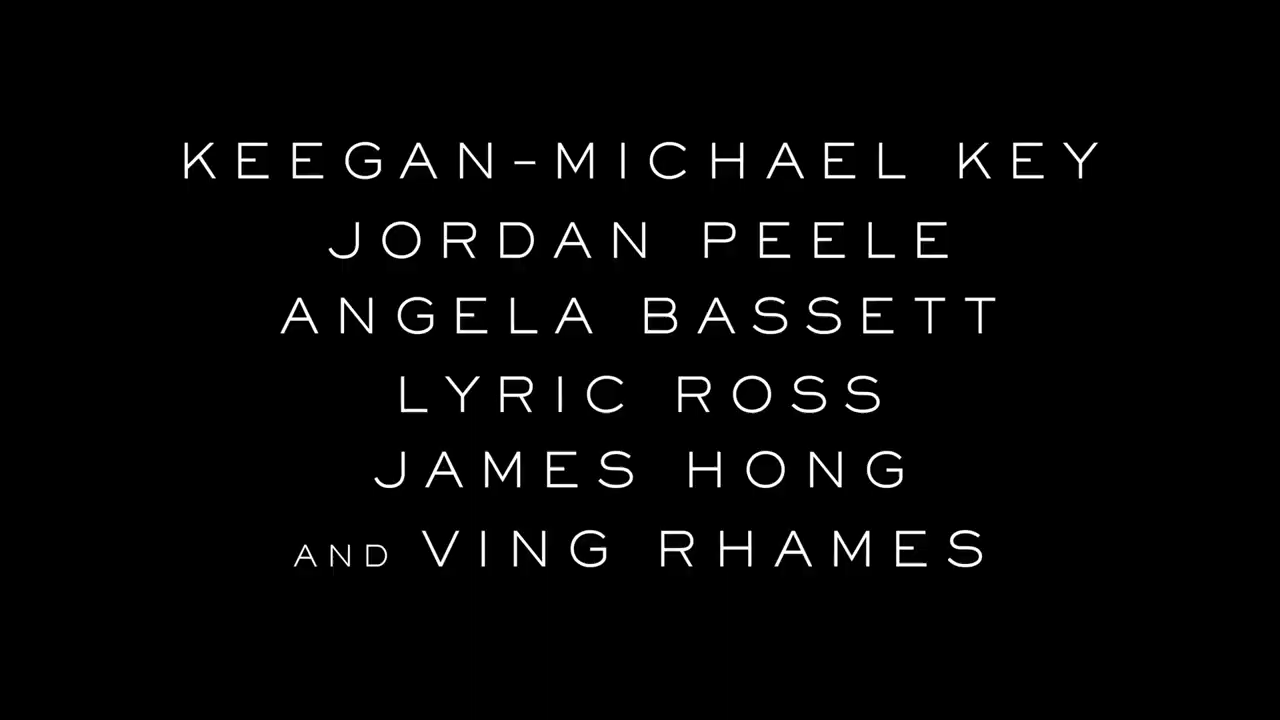 KEEGAN-MICHAEL KEY
JORDAN PEELE
ANGELA BASSETT
LYRIC ROSS
JAMES HONG
AND VING RHAMES